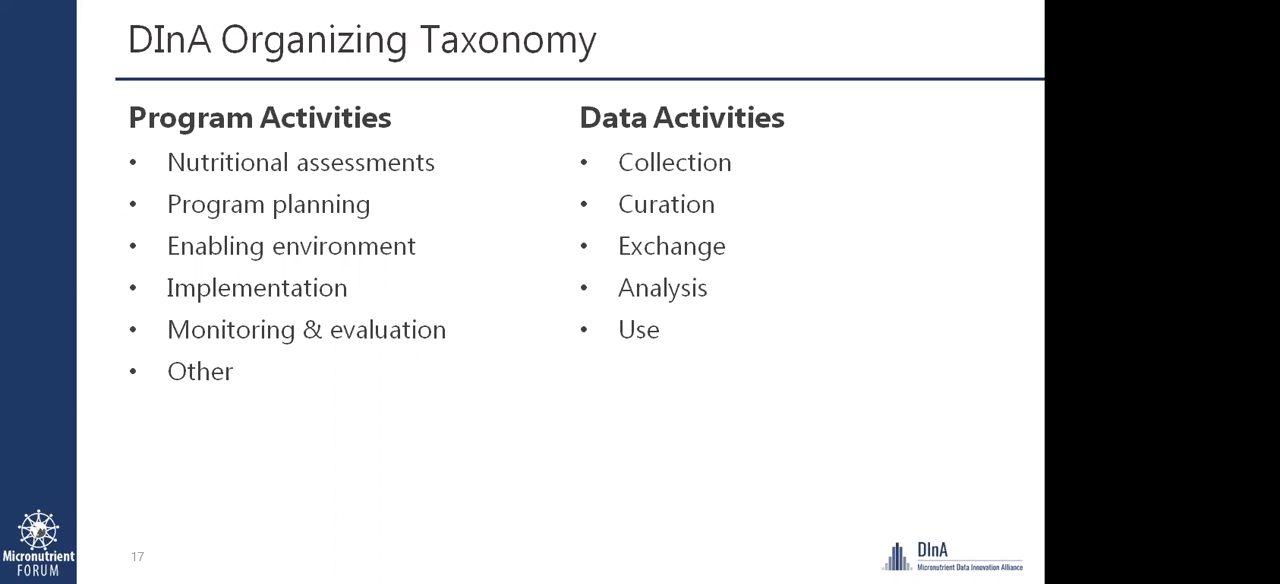 DInA Organizing Taxonomy
Program Activities
• Nutritional assessments
• Program planning
• Enabling environment
• Implementation
• Monitoring & evaluation
• Other
Data Activities
• Collection
• Curation
• Exchange
• Analysis
• Use
Micronutrient
FORUM
17
DInA
Micronutrient Data Innovation Alliance